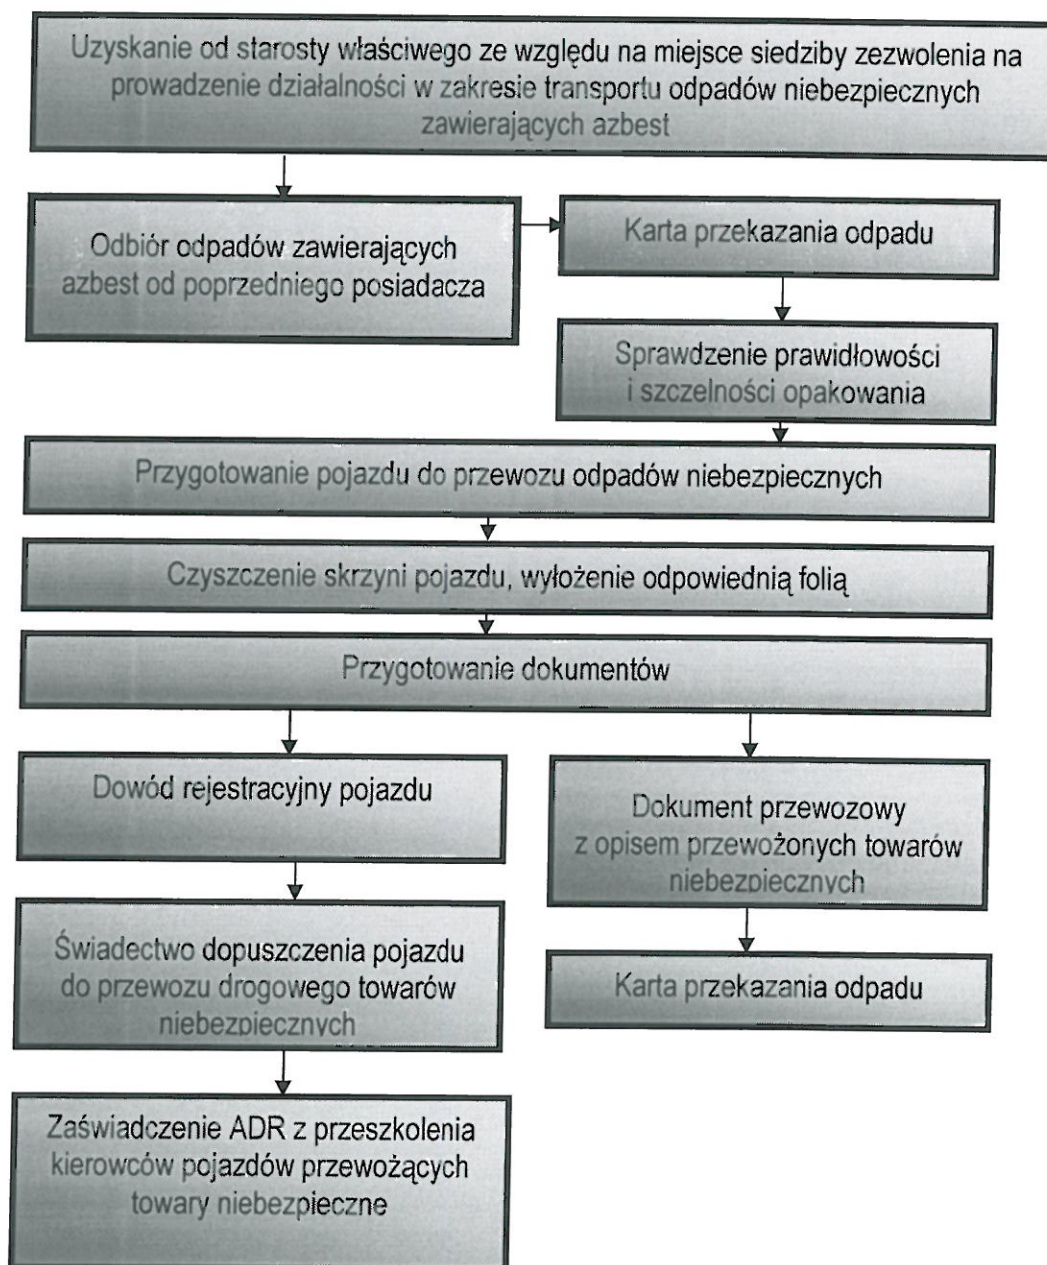 Uzyskanie od starosty właściwego ze względu na miejsce siedziby zezwolenia na
prowadzenie działalności w zakresie transportu odpadów niebezpiecznych
zawierających azbest
Odbiór odpadów zawierających
azbest od poprzedniego posiadacza
Karta przekazania odpadu
Sprawdzenie prawidłowości
i szczelności opakowania
Przygotowanie pojazdu do przewozu odpadów niebezpiecznych
Czyszczenie skrzyni pojazdu, wyłożenie odpowiednią folią
Przygotowanie dokumentów
Dowód rejestracyjny pojazdu
Dokument przewozowy
z opisem przewożonych towarów
niebezpiecznych
Świadectwo dopuszczenia pojazdu
do przewozu drogowego towarów
niebezpiecznych
Karta przekazania odpadu
Zaświadczenie ADR z przeszkolenia
kierowców pojazdów przewożących
towary niebezpieczne